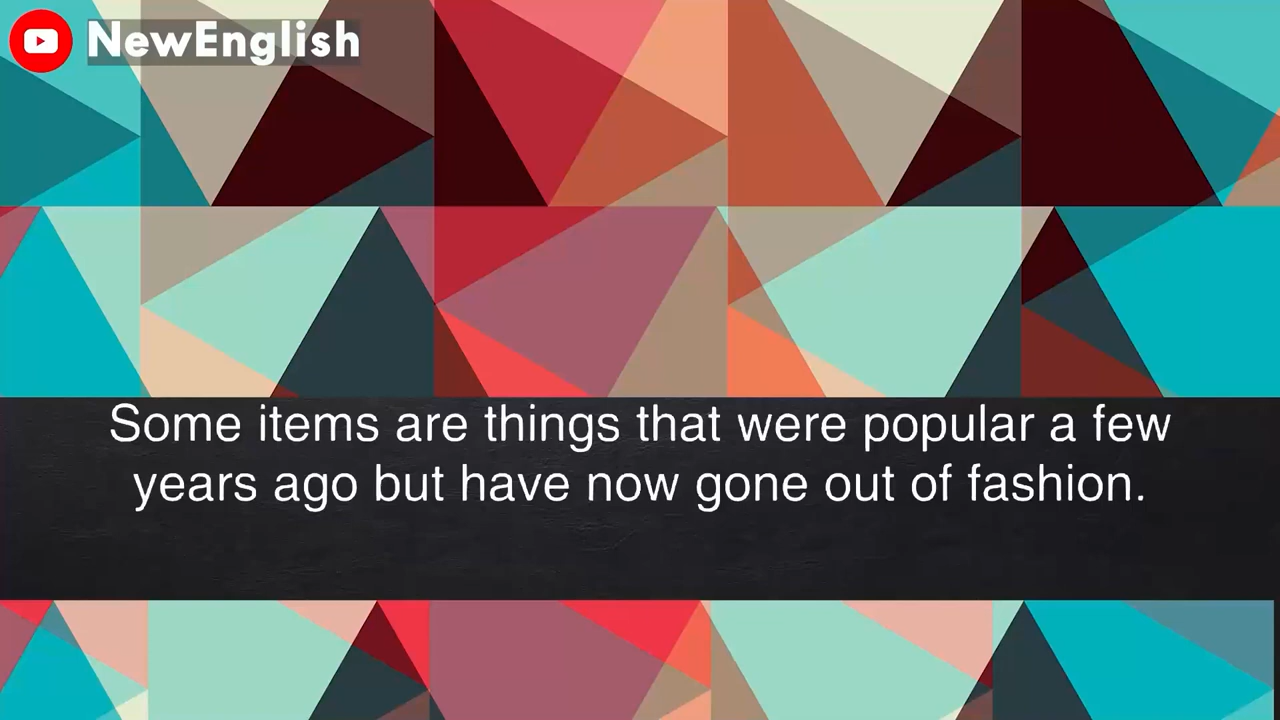 NewEnglish
Some items are things that were popular a few
years ago but have now gone out of fashion.